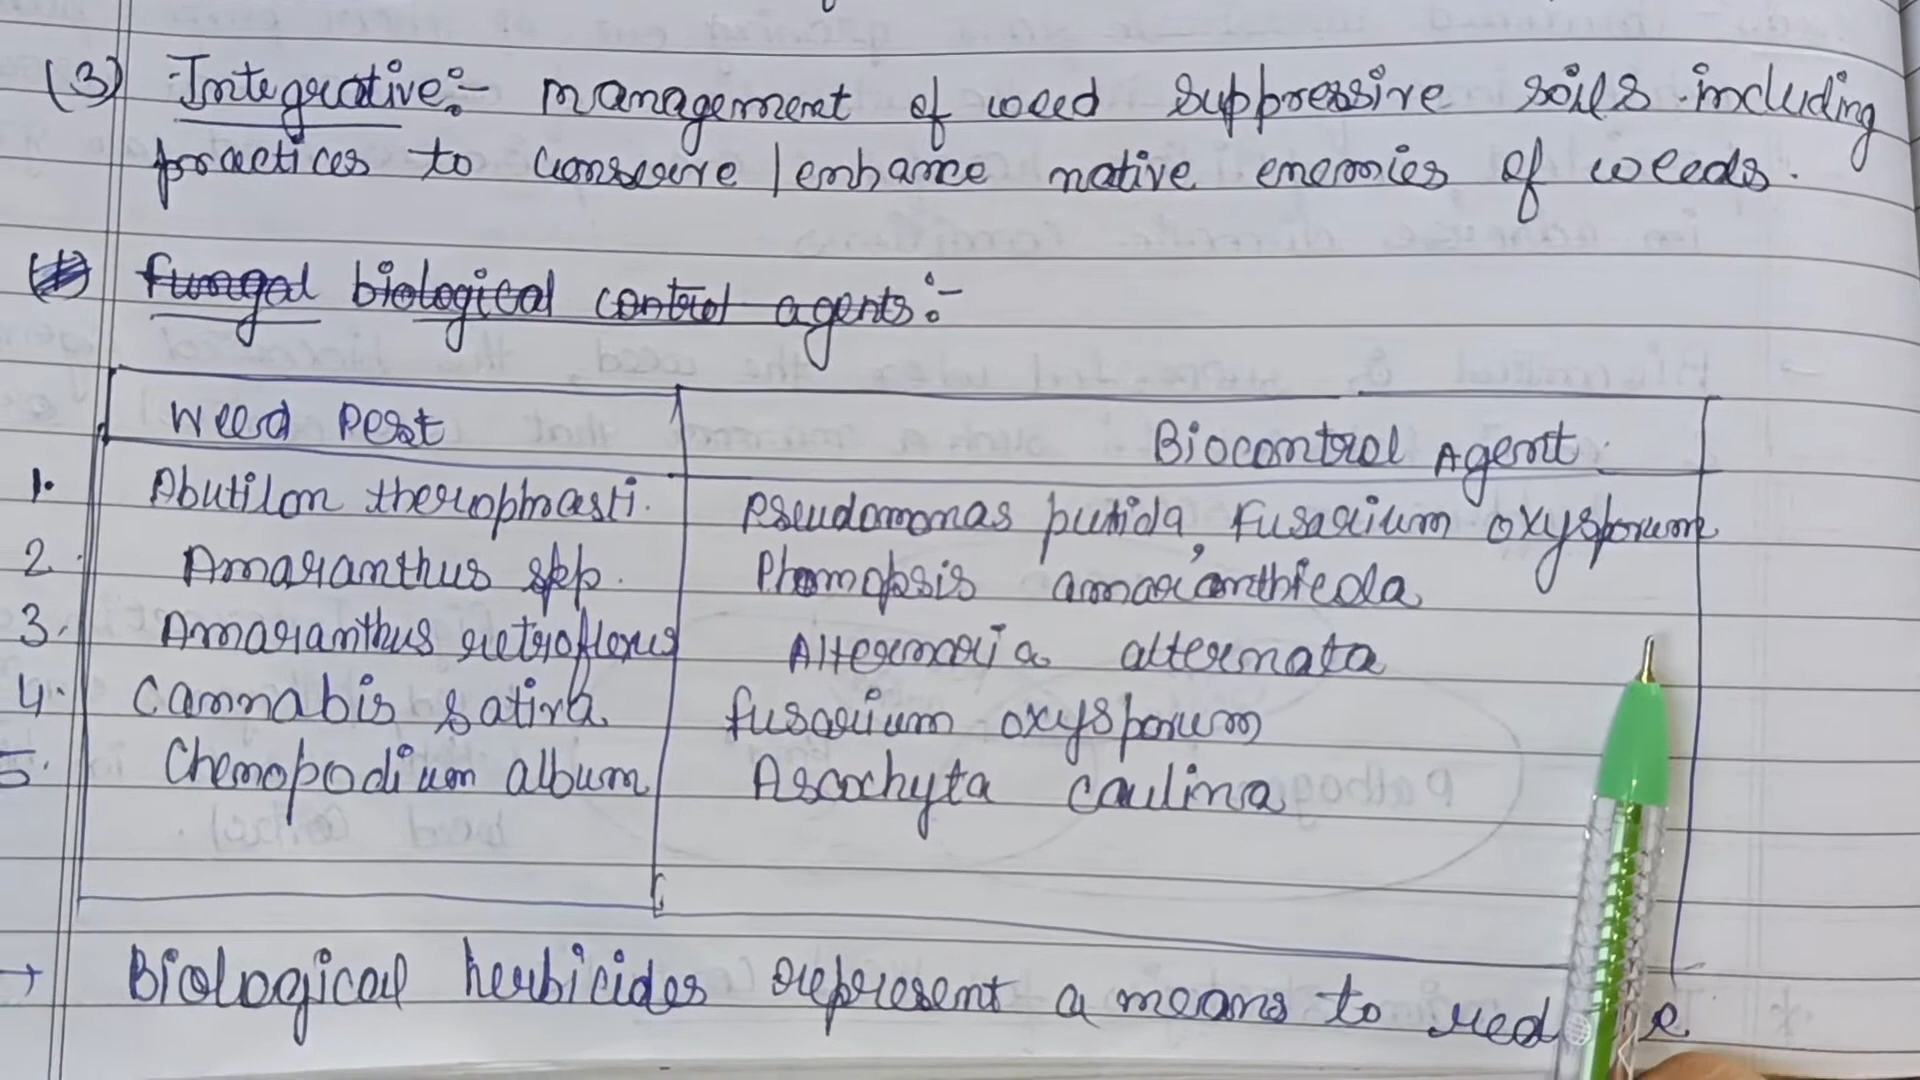 (3) Integrative:- management of weed suppressive soils including
practices to conserve / enhance native enemies of weeds.
fungal biological control agents:-
Weed Pest Biocontrol Agent
1. Abutilon therophrasti. Pseudomonas putida, Fusarium oxysporum
2. Amaranthus spp. Phomopsis amaranthicola
3. Amaranthus retroflexus Alternaria alternata
4. Cannabis sativa fusarium oxysporum
5. Chenopodium album Ascochyta caulina
→ Biological herbicides represent a means to